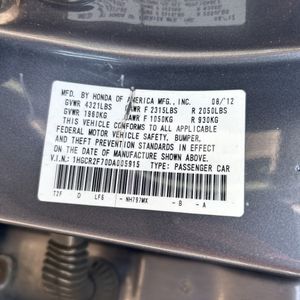 MFD. BY HONDA OF AMERICA MFG., INC. 08/12
GVWR 4321LBS GAWR F 2315LBS R 2050LBS
GVWR 1960KG GAWR F 1050KG R 930KG
THIS VEHICLE CONFORMS TO ALL APPLICABLE
FEDERAL MOTOR VEHICLE SAFETY, BUMPER,
AND THEFT PREVENTION STANDARDS IN EFFECT
ON THE DATE OF MANUFACTURE SHOWN ABOVE.
V.I.N.: 1HGCR2F70DA005915 TYPE: PASSENGER CAR
T2F 0 LF6 - NH797MX - B - A